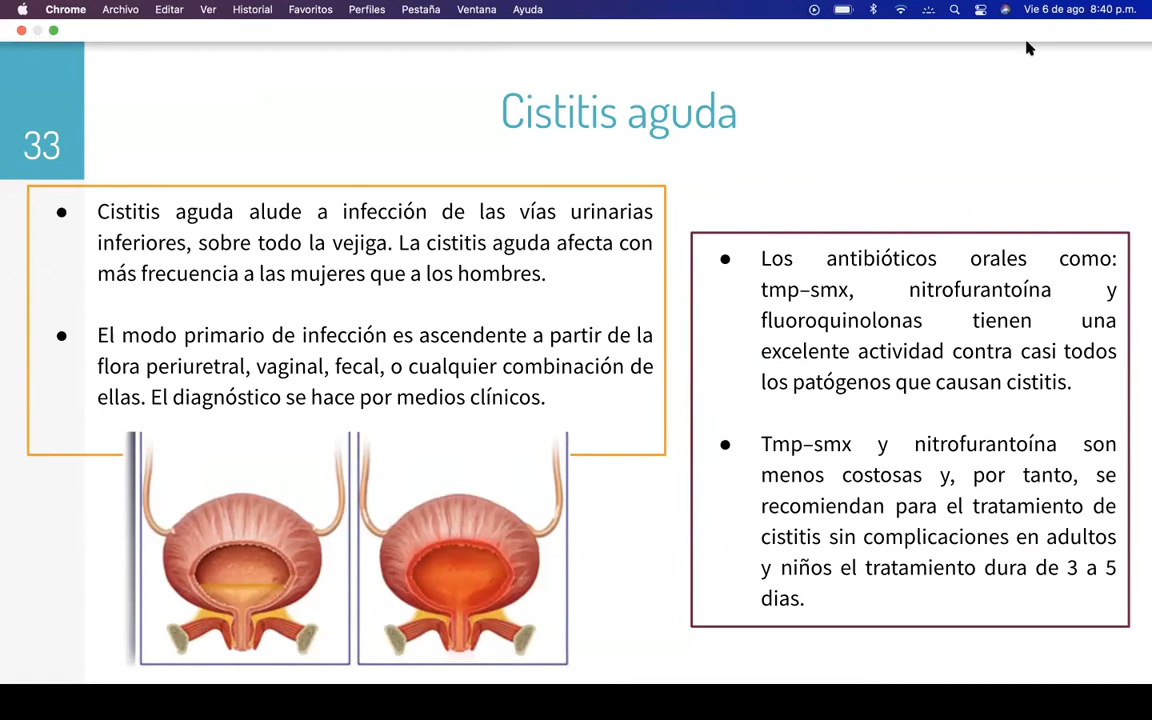 Chrome Archivo Editar Ver Historial Favoritos Perfiles Pestaña Ventana Ayuda Vie 6 de ago 8:40 p.m.
Cistitis aguda
33
● Cistitis aguda alude a infección de las vías urinarias
inferiores, sobre todo la vejiga. La cistitis aguda afecta con
más frecuencia a las mujeres que a los hombres.
● El modo primario de infección es ascendente a partir de la
flora periuretral, vaginal, fecal, o cualquier combinación de
ellas. El diagnóstico se hace por medios clínicos.
● Los antibióticos orales como:
tmp–smx, nitrofurantoína y
fluoroquinolonas tienen una
excelente actividad contra casi todos
los patógenos que causan cistitis.
● Tmp–smx y nitrofurantoína son
menos costosas y, por tanto, se
recomiendan para el tratamiento de
cistitis sin complicaciones en adultos
y niños el tratamiento dura de 3 a 5
dias.